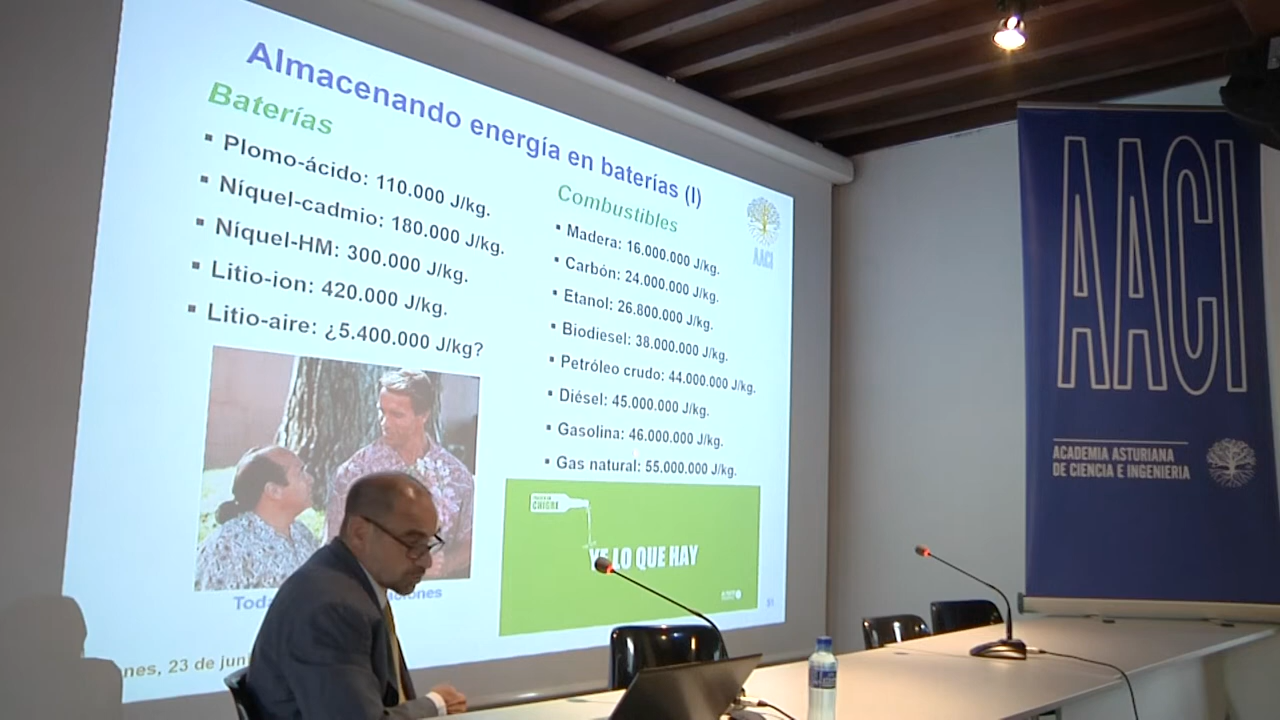 Almacenando energía en baterías (I)
Baterías
▪ Plomo-ácido: 110.000 J/kg.
▪ Níquel-cadmio: 180.000 J/kg.
▪ Níquel-HM: 300.000 J/kg.
▪ Litio-ion: 420.000 J/kg.
▪ Litio-aire: ¿5.400.000 J/kg?
Combustibles
▪ Madera: 16.000.000 J/kg.
▪ Carbón: 24.000.000 J/kg.
▪ Etanol: 26.800.000 J/kg.
▪ Biodiesel: 38.000.000 J/kg.
▪ Petróleo crudo: 44.000.000 J/kg.
▪ Diésel: 45.000.000 J/kg.
▪ Gasolina: 46.000.000 J/kg.
▪ Gas natural: 55.000.000 J/kg.
AACI
CHIGRE
YE LO QUE HAY
23 de
AACI
ACADEMIA ASTURIANA
DE CIENCIA E INGENIERIA